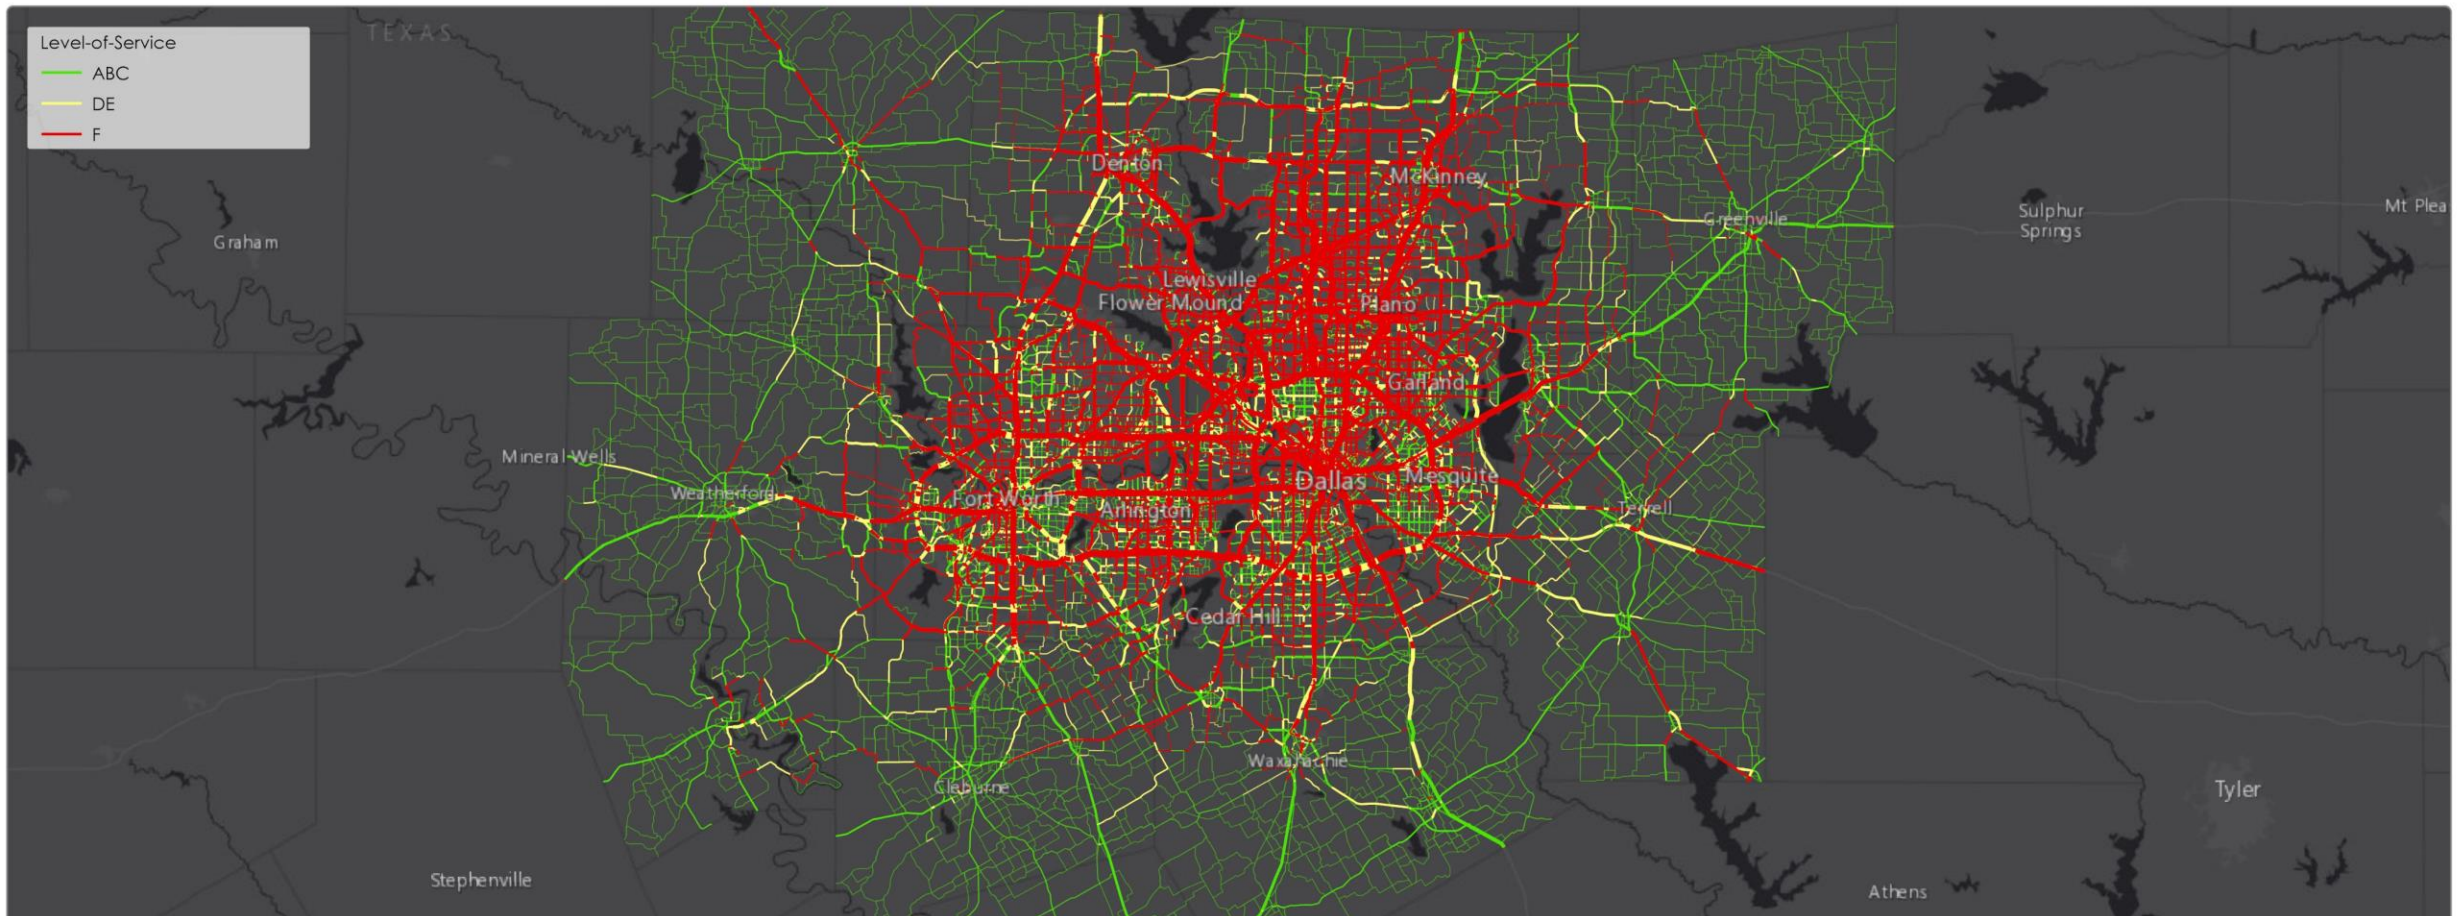 Level-of-Service
ABC
DE
F
TEXAS
Denton
McKinney
Graham
Greenville
Sulphur
Springs
Mt Plea
Lewisville
Flower Mound
Plano
Garland
Mineral Wells
Weatherford
Fort Worth
Arlington
Dallas
Mesquite
Terrell
Cedar Hill
Waxahachie
Cleburne
Tyler
Stephenville
Athens